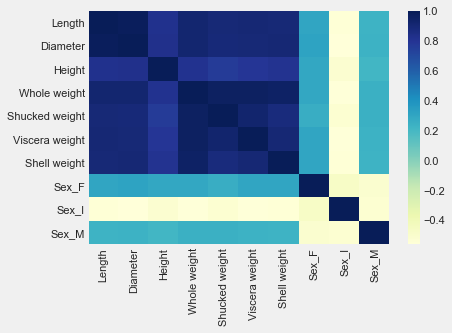 Length
Diameter
Height
Whole weight
Shucked weight
Viscera weight
Shell weight
Sex_F
Sex_I
Sex_M
Length
Diameter
Height
Whole weight
Shucked weight
Viscera weight
Shell weight
Sex_F
Sex_I
Sex_M
1.0
0.8
0.6
0.4
0.2
0.0
−0.2
−0.4